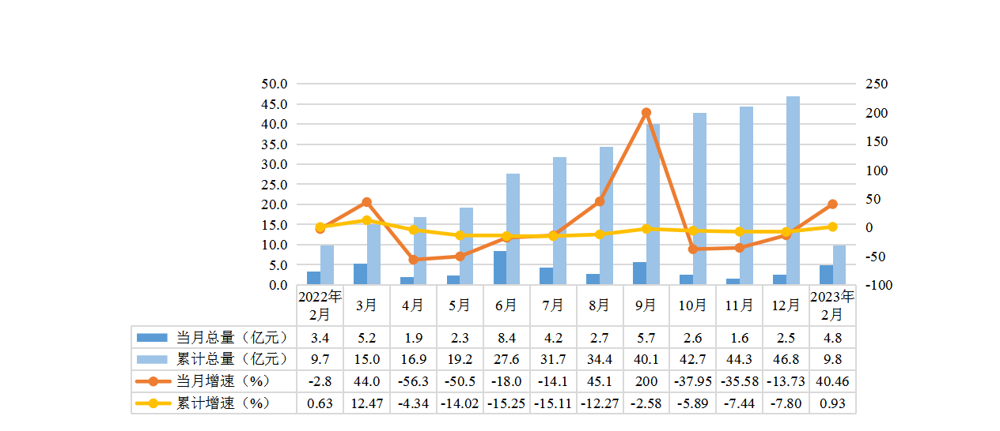 50.0 250
45.0 200
40.0 150
35.0 100
30.0 50
25.0 0
20.0 -50
15.0 -100
10.0
5.0
0.0
2022年2月 3月 4月 5月 6月 7月 8月 9月 10月 11月 12月 2023年2月
当月总量（亿元） 3.4 5.2 1.9 2.3 8.4 4.2 2.7 5.7 2.6 1.6 2.5 4.8
累计总量（亿元） 9.7 15.0 16.9 19.2 27.6 31.7 34.4 40.1 42.7 44.3 46.8 9.8
当月增速（%） -2.8 44.0 -56.3 -50.5 -18.0 -14.1 45.1 200 -37.95 -35.58 -13.73 40.46
累计增速（%） 0.63 12.47 -4.34 -14.02 -15.25 -15.11 -12.27 -2.58 -5.89 -7.44 -7.80 0.93